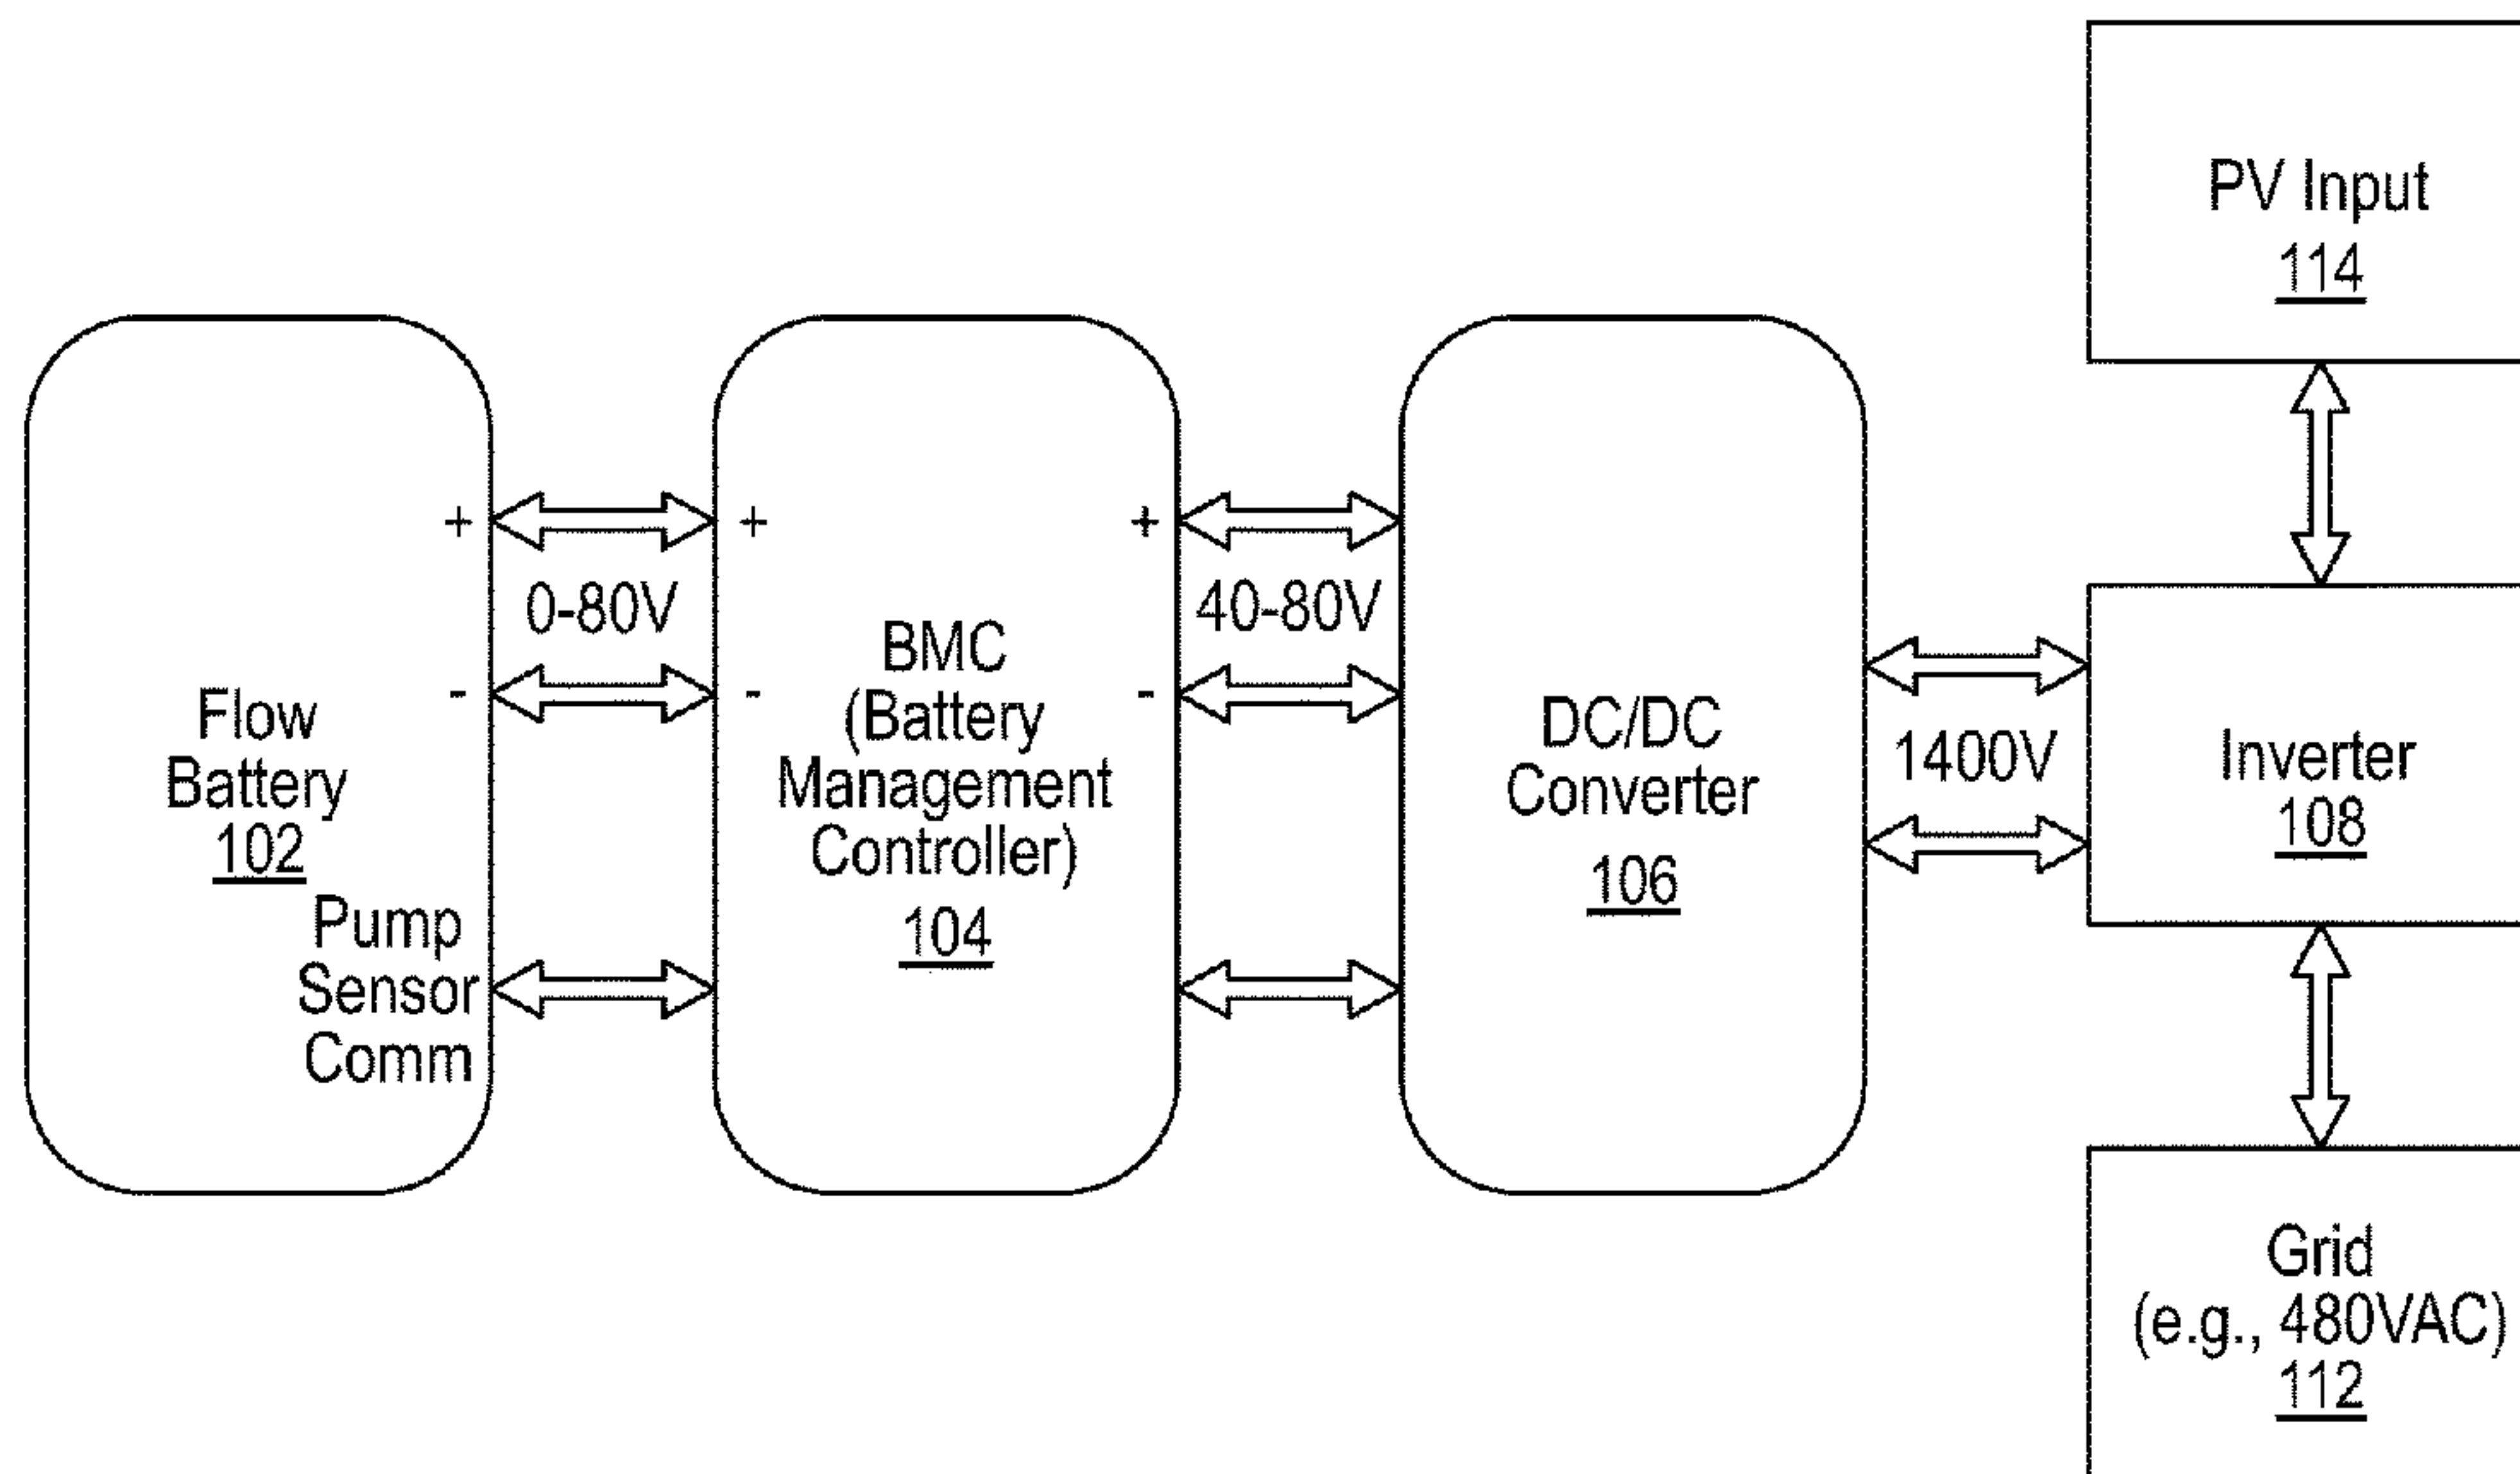 PV Input
114
+
+
+
0-80V
40-80V
-
-
-
Flow
Battery
102
Pump
Sensor
Comm
BMC
(Battery
Management
Controller)
104
DC/DC
Converter
106
1400V
Inverter
108
Grid
(e.g., 480VAC)
112